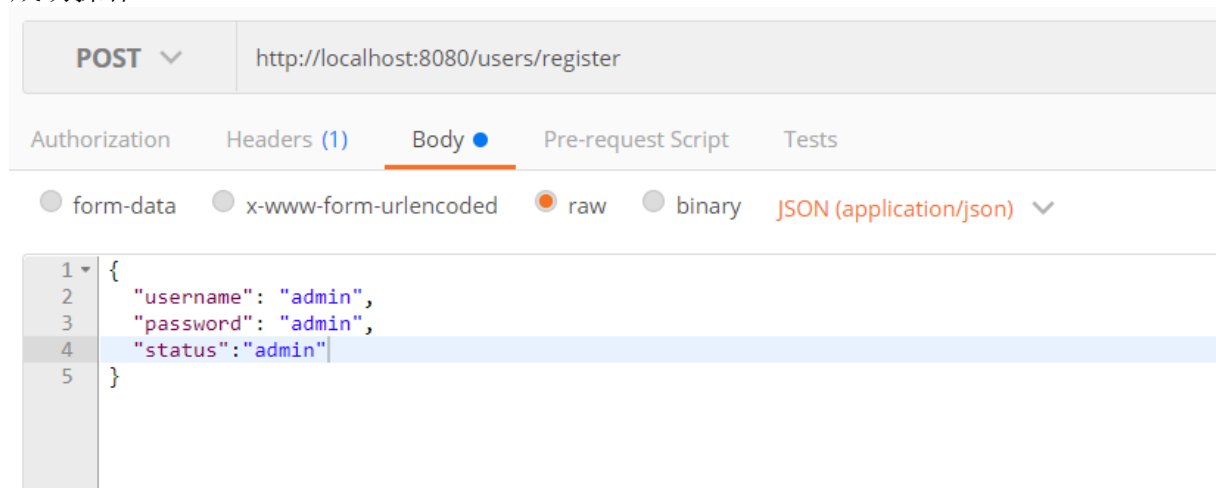 POST http://localhost:8080/users/register
Authorization Headers (1) Body Pre-request Script Tests
form-data x-www-form-urlencoded raw binary JSON (application/json)
1 {
2 "username": "admin",
3 "password": "admin",
4 "status":"admin"
5 }